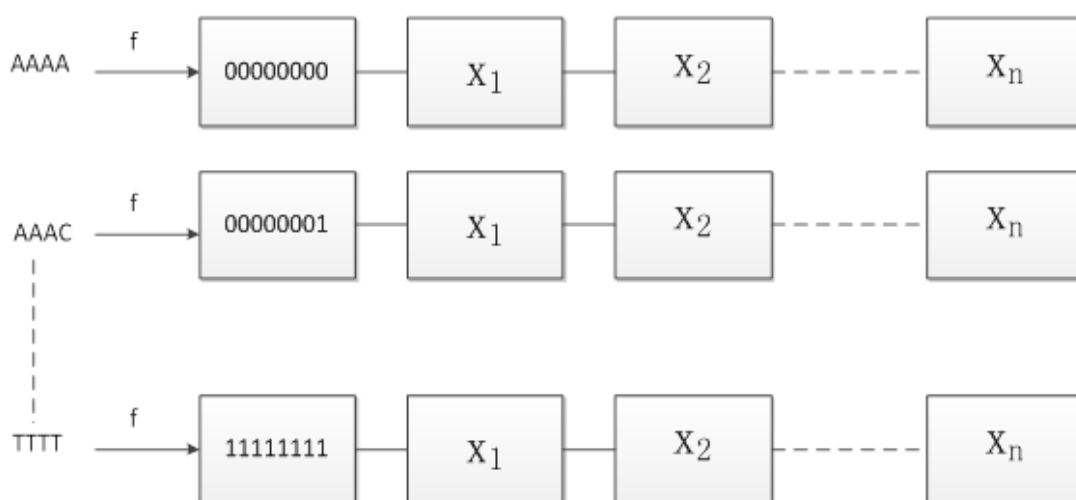 f
AAAA 00000000 X1 X2 Xn
f
AAAC 00000001 X1 X2 Xn
f
TTTT 11111111 X1 X2 Xn